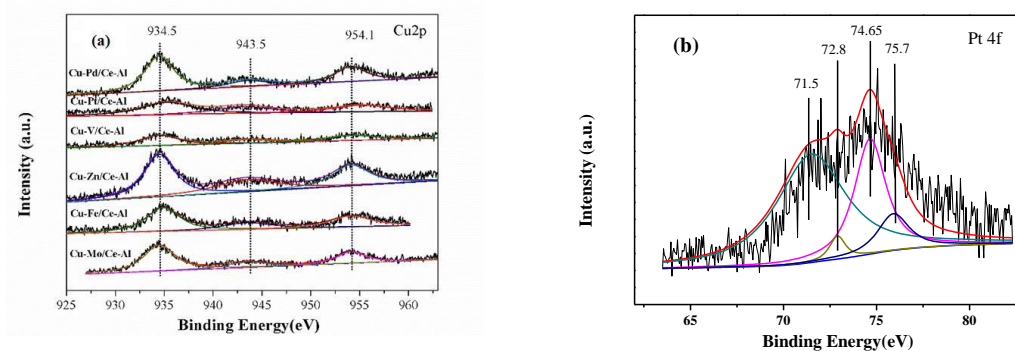 (a)
934.5
943.5
954.1
Cu2p
Cu-Pd/Ce-Al
Cu-Pt/Ce-Al
Cu-V/Ce-Al
Cu-Zn/Ce-Al
Cu-Fe/Ce-Al
Cu-Mo/Ce-Al
Intensity (a.u.)
925 930 935 940 945 950 955 960
Binding Energy(eV)
(b)
Pt 4f
74.65
72.8
75.7
71.5
Intensity (a.u.)
65 70 75 80
Binding Energy(eV)